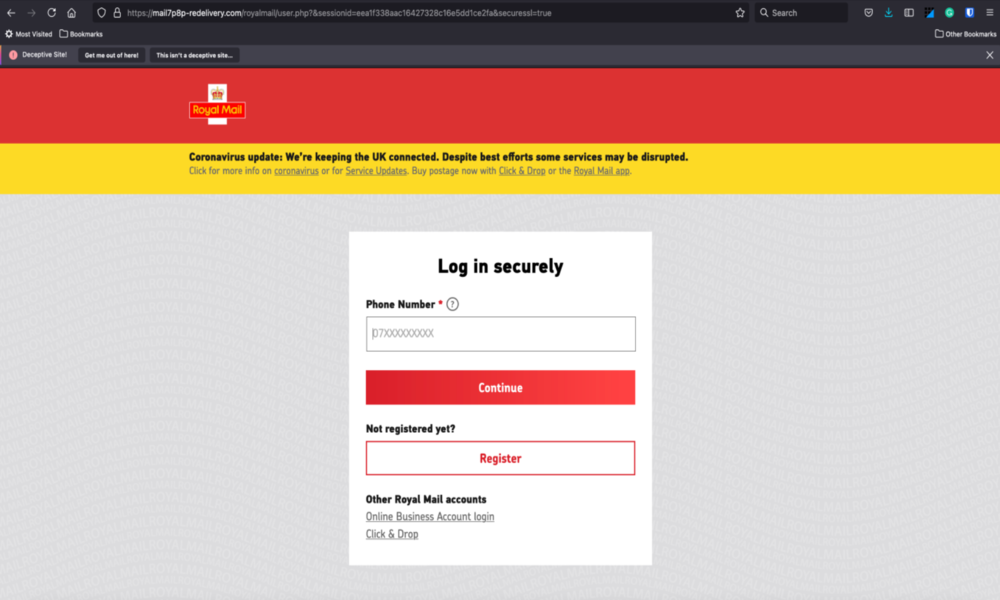 https://mail7p8p-redelivery.com/royalmail/user.php?&sessionid=eea1f338aac16427328c16e5dd1ce2fa&securessl=true
Search
Most Visited
Bookmarks
Other Bookmarks
Deceptive Site!
Get me out of here!
This isn't a deceptive site...
Royal Mail
Coronavirus update: We're keeping the UK connected. Despite best efforts some services may be disrupted.
Click for more info on coronavirus or for Service Updates. Buy postage now with Click & Drop or the Royal Mail app.
Log in securely
Phone Number * ?
07XXXXXXXXX
Continue
Not registered yet?
Register
Other Royal Mail accounts
Online Business Account login
Click & Drop